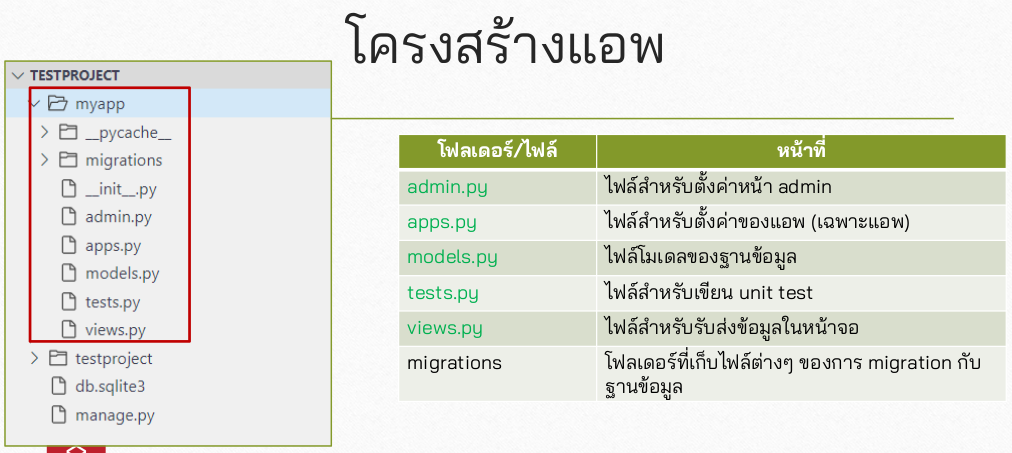 โครงสร้างแอพ
TESTPROJECT
myapp
__pycache__
migrations
__init__.py
admin.py
apps.py
models.py
tests.py
views.py
testproject
db.sqlite3
manage.py
โฟลเดอร์/ไฟล์ หน้าที่
admin.py ไฟล์สำหรับตั้งค่าหน้า admin
apps.py ไฟล์สำหรับตั้งค่าของแอพ (เฉพาะแอพ)
models.py ไฟล์โมเดลของฐานข้อมูล
tests.py ไฟล์สำหรับเขียน unit test
views.py ไฟล์สำหรับรับส่งข้อมูลในหน้าจอ
migrations โฟลเดอร์ที่เก็บไฟล์ต่างๆ ของการ migration กับ
ฐานข้อมูล